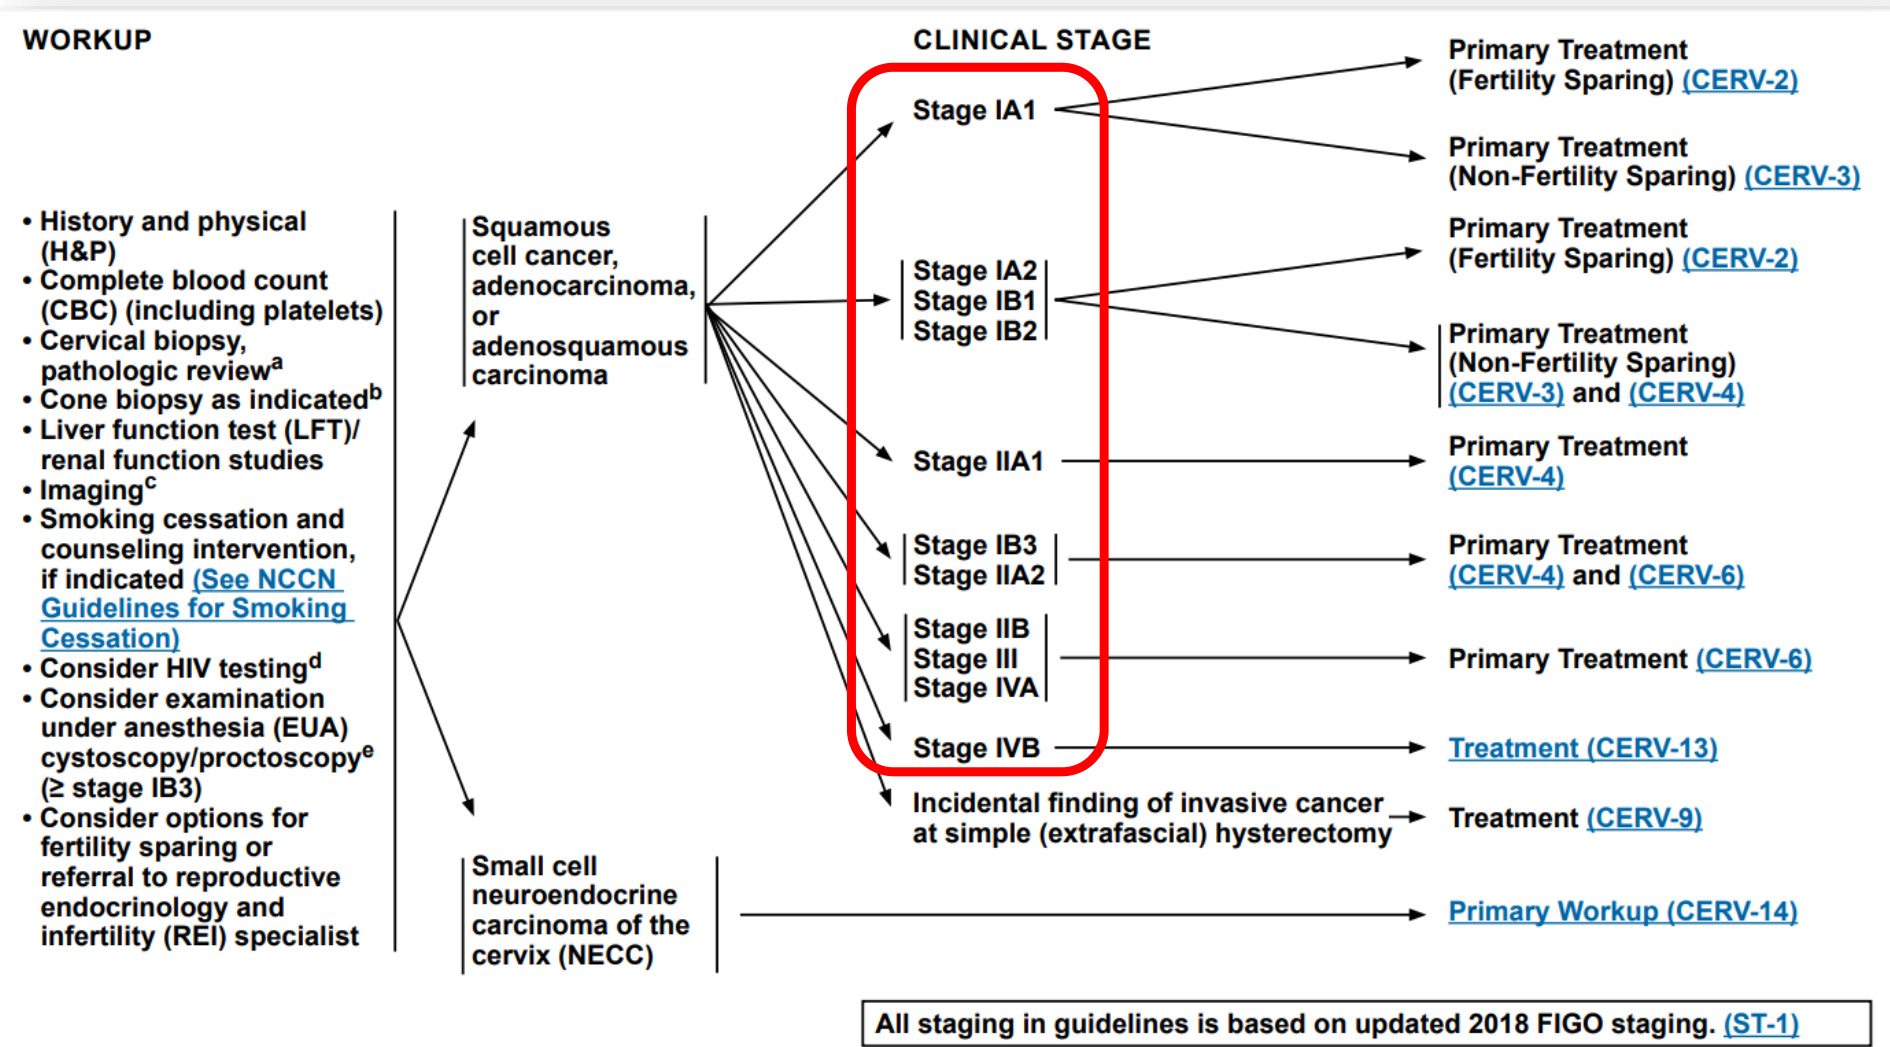 WORKUP
• History and physical
(H&P)
• Complete blood count
(CBC) (including platelets)
• Cervical biopsy,
pathologic reviewa
• Cone biopsy as indicatedb
• Liver function test (LFT)/
renal function studies
• Imagingc
• Smoking cessation and
counseling intervention,
if indicated (See NCCN
Guidelines for Smoking
Cessation)
• Consider HIV testingd
• Consider examination
under anesthesia (EUA)
cystoscopy/proctoscopye
(≥ stage IB3)
• Consider options for
fertility sparing or
referral to reproductive
endocrinology and
infertility (REI) specialist
Squamous
cell cancer,
adenocarcinoma,
or
adenosquamous
carcinoma
Small cell
neuroendocrine
carcinoma of the
cervix (NECC)
CLINICAL STAGE
Stage IA1
Stage IA2
Stage IB1
Stage IB2
Stage IIA1
Stage IB3
Stage IIA2
Stage IIB
Stage III
Stage IVA
Stage IVB
Incidental finding of invasive cancer
at simple (extrafascial) hysterectomy
Primary Treatment
(Fertility Sparing) (CERV-2)
Primary Treatment
(Non-Fertility Sparing) (CERV-3)
Primary Treatment
(Fertility Sparing) (CERV-2)
Primary Treatment
(Non-Fertility Sparing)
(CERV-3) and (CERV-4)
Primary Treatment
(CERV-4)
Primary Treatment
(CERV-4) and (CERV-6)
Primary Treatment (CERV-6)
Treatment (CERV-13)
Treatment (CERV-9)
Primary Workup (CERV-14)
All staging in guidelines is based on updated 2018 FIGO staging. (ST-1)